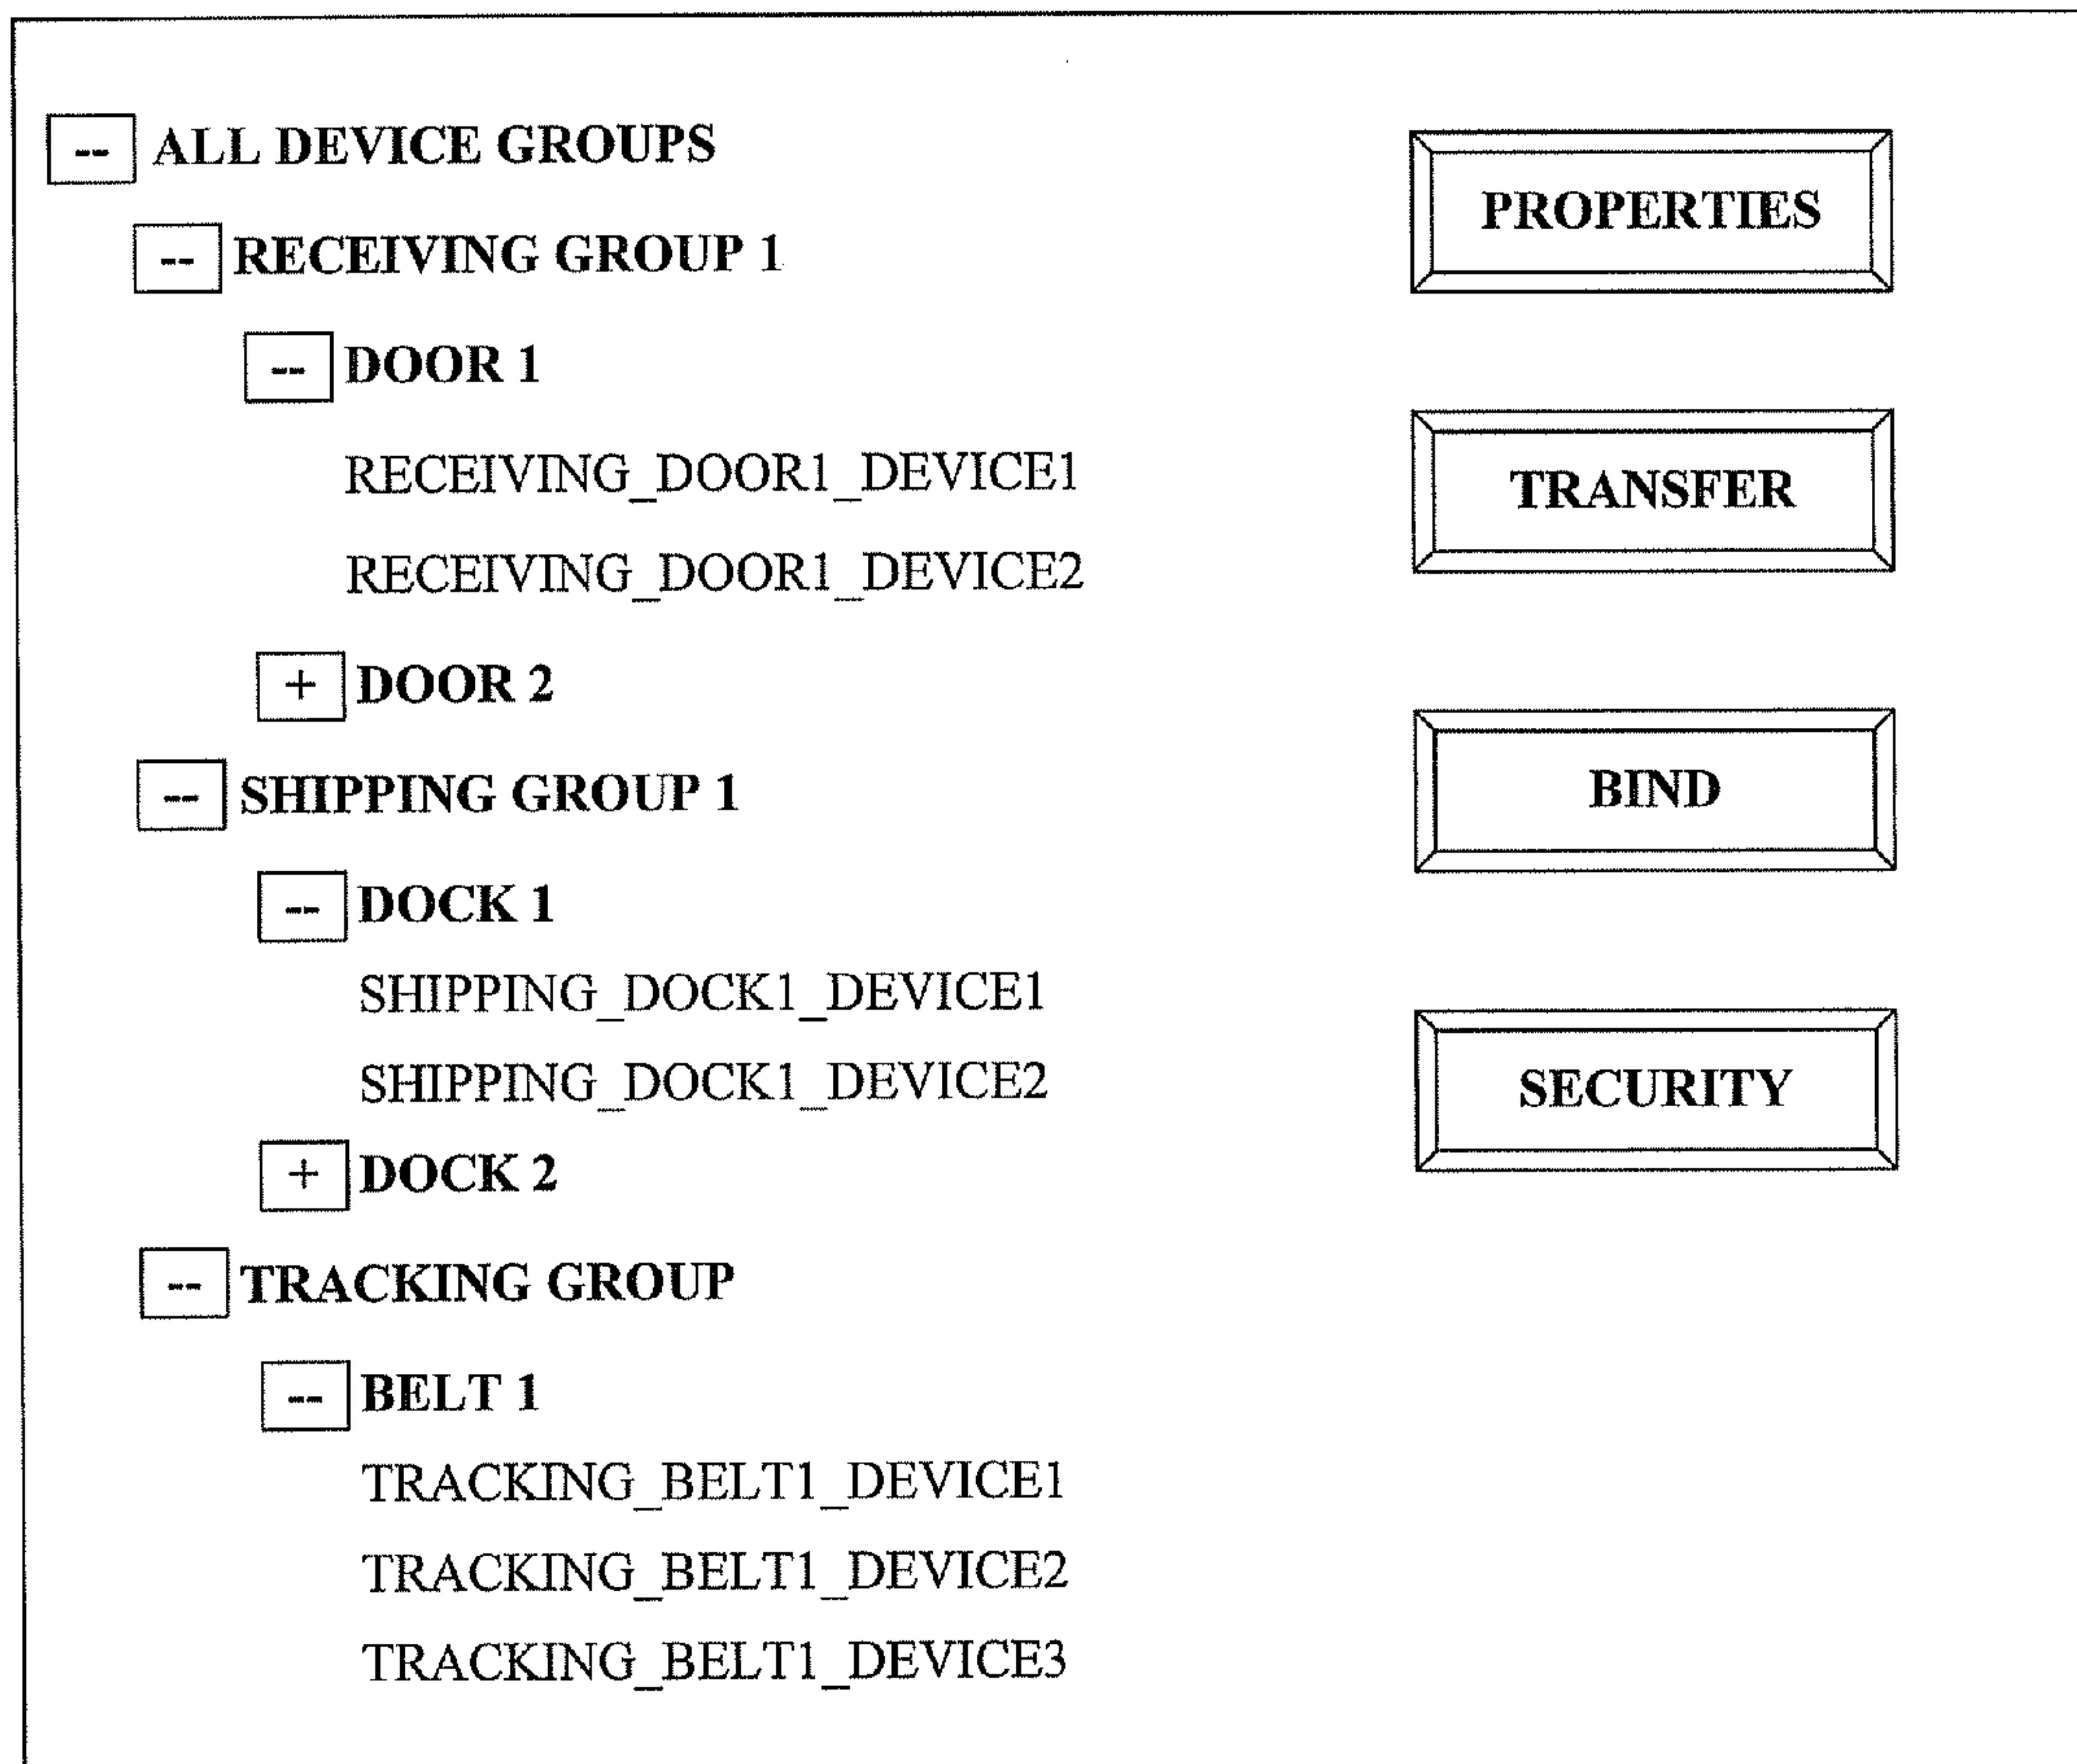 -- ALL DEVICE GROUPS
-- RECEIVING GROUP 1
-- DOOR 1
RECEIVING_DOOR1_DEVICE1
RECEIVING_DOOR1_DEVICE2
+ DOOR 2
-- SHIPPING GROUP 1
-- DOCK 1
SHIPPING_DOCK1_DEVICE1
SHIPPING_DOCK1_DEVICE2
+ DOCK 2
-- TRACKING GROUP
-- BELT 1
TRACKING_BELT1_DEVICE1
TRACKING_BELT1_DEVICE2
TRACKING_BELT1_DEVICE3
PROPERTIES
TRANSFER
BIND
SECURITY